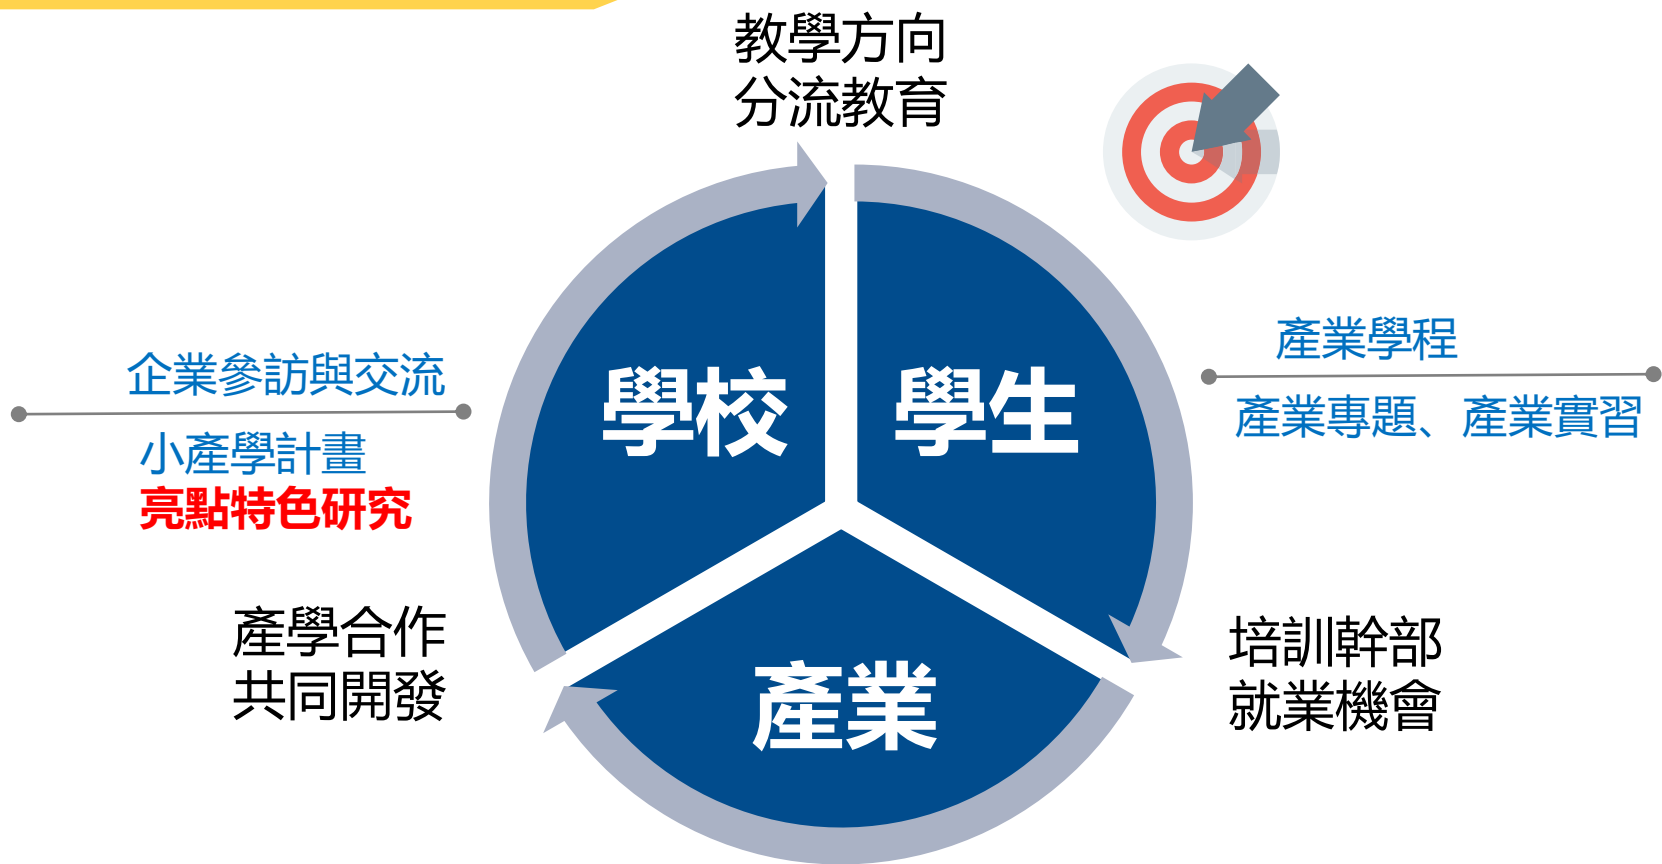 教學方向
分流教育
企業參訪與交流
小產學計畫
亮點特色研究
學校
學生
產業學程
產業專題、產業實習
產學合作
共同開發
產業
培訓幹部
就業機會